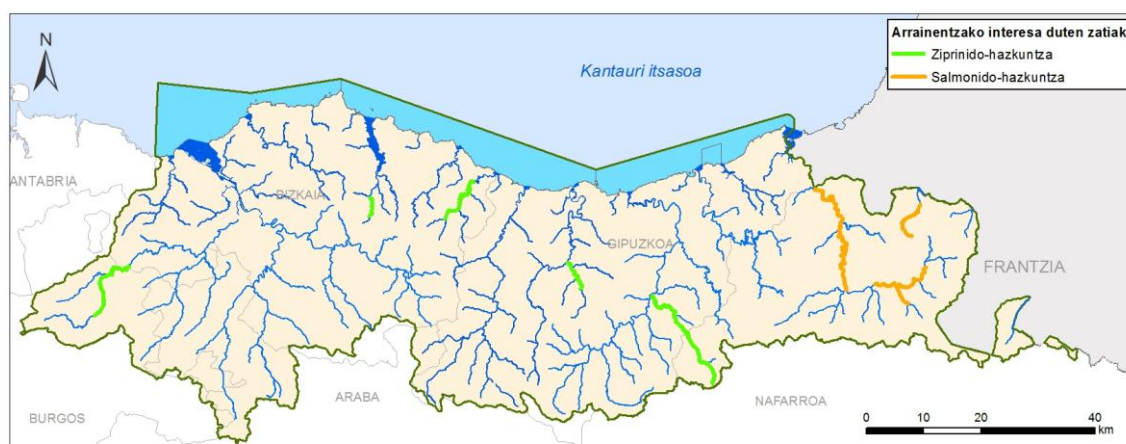 Arrainentzako interesa duten zatiak
Ziprinido-hazkuntza
Salmonido-hazkuntza
N
Kantauri itsasoa
ANTABRIA
BIZKAIA
GIPUZKOA
FRANTZIA
ARABA
NAFARROA
BURGOS
0 10 20 40
km